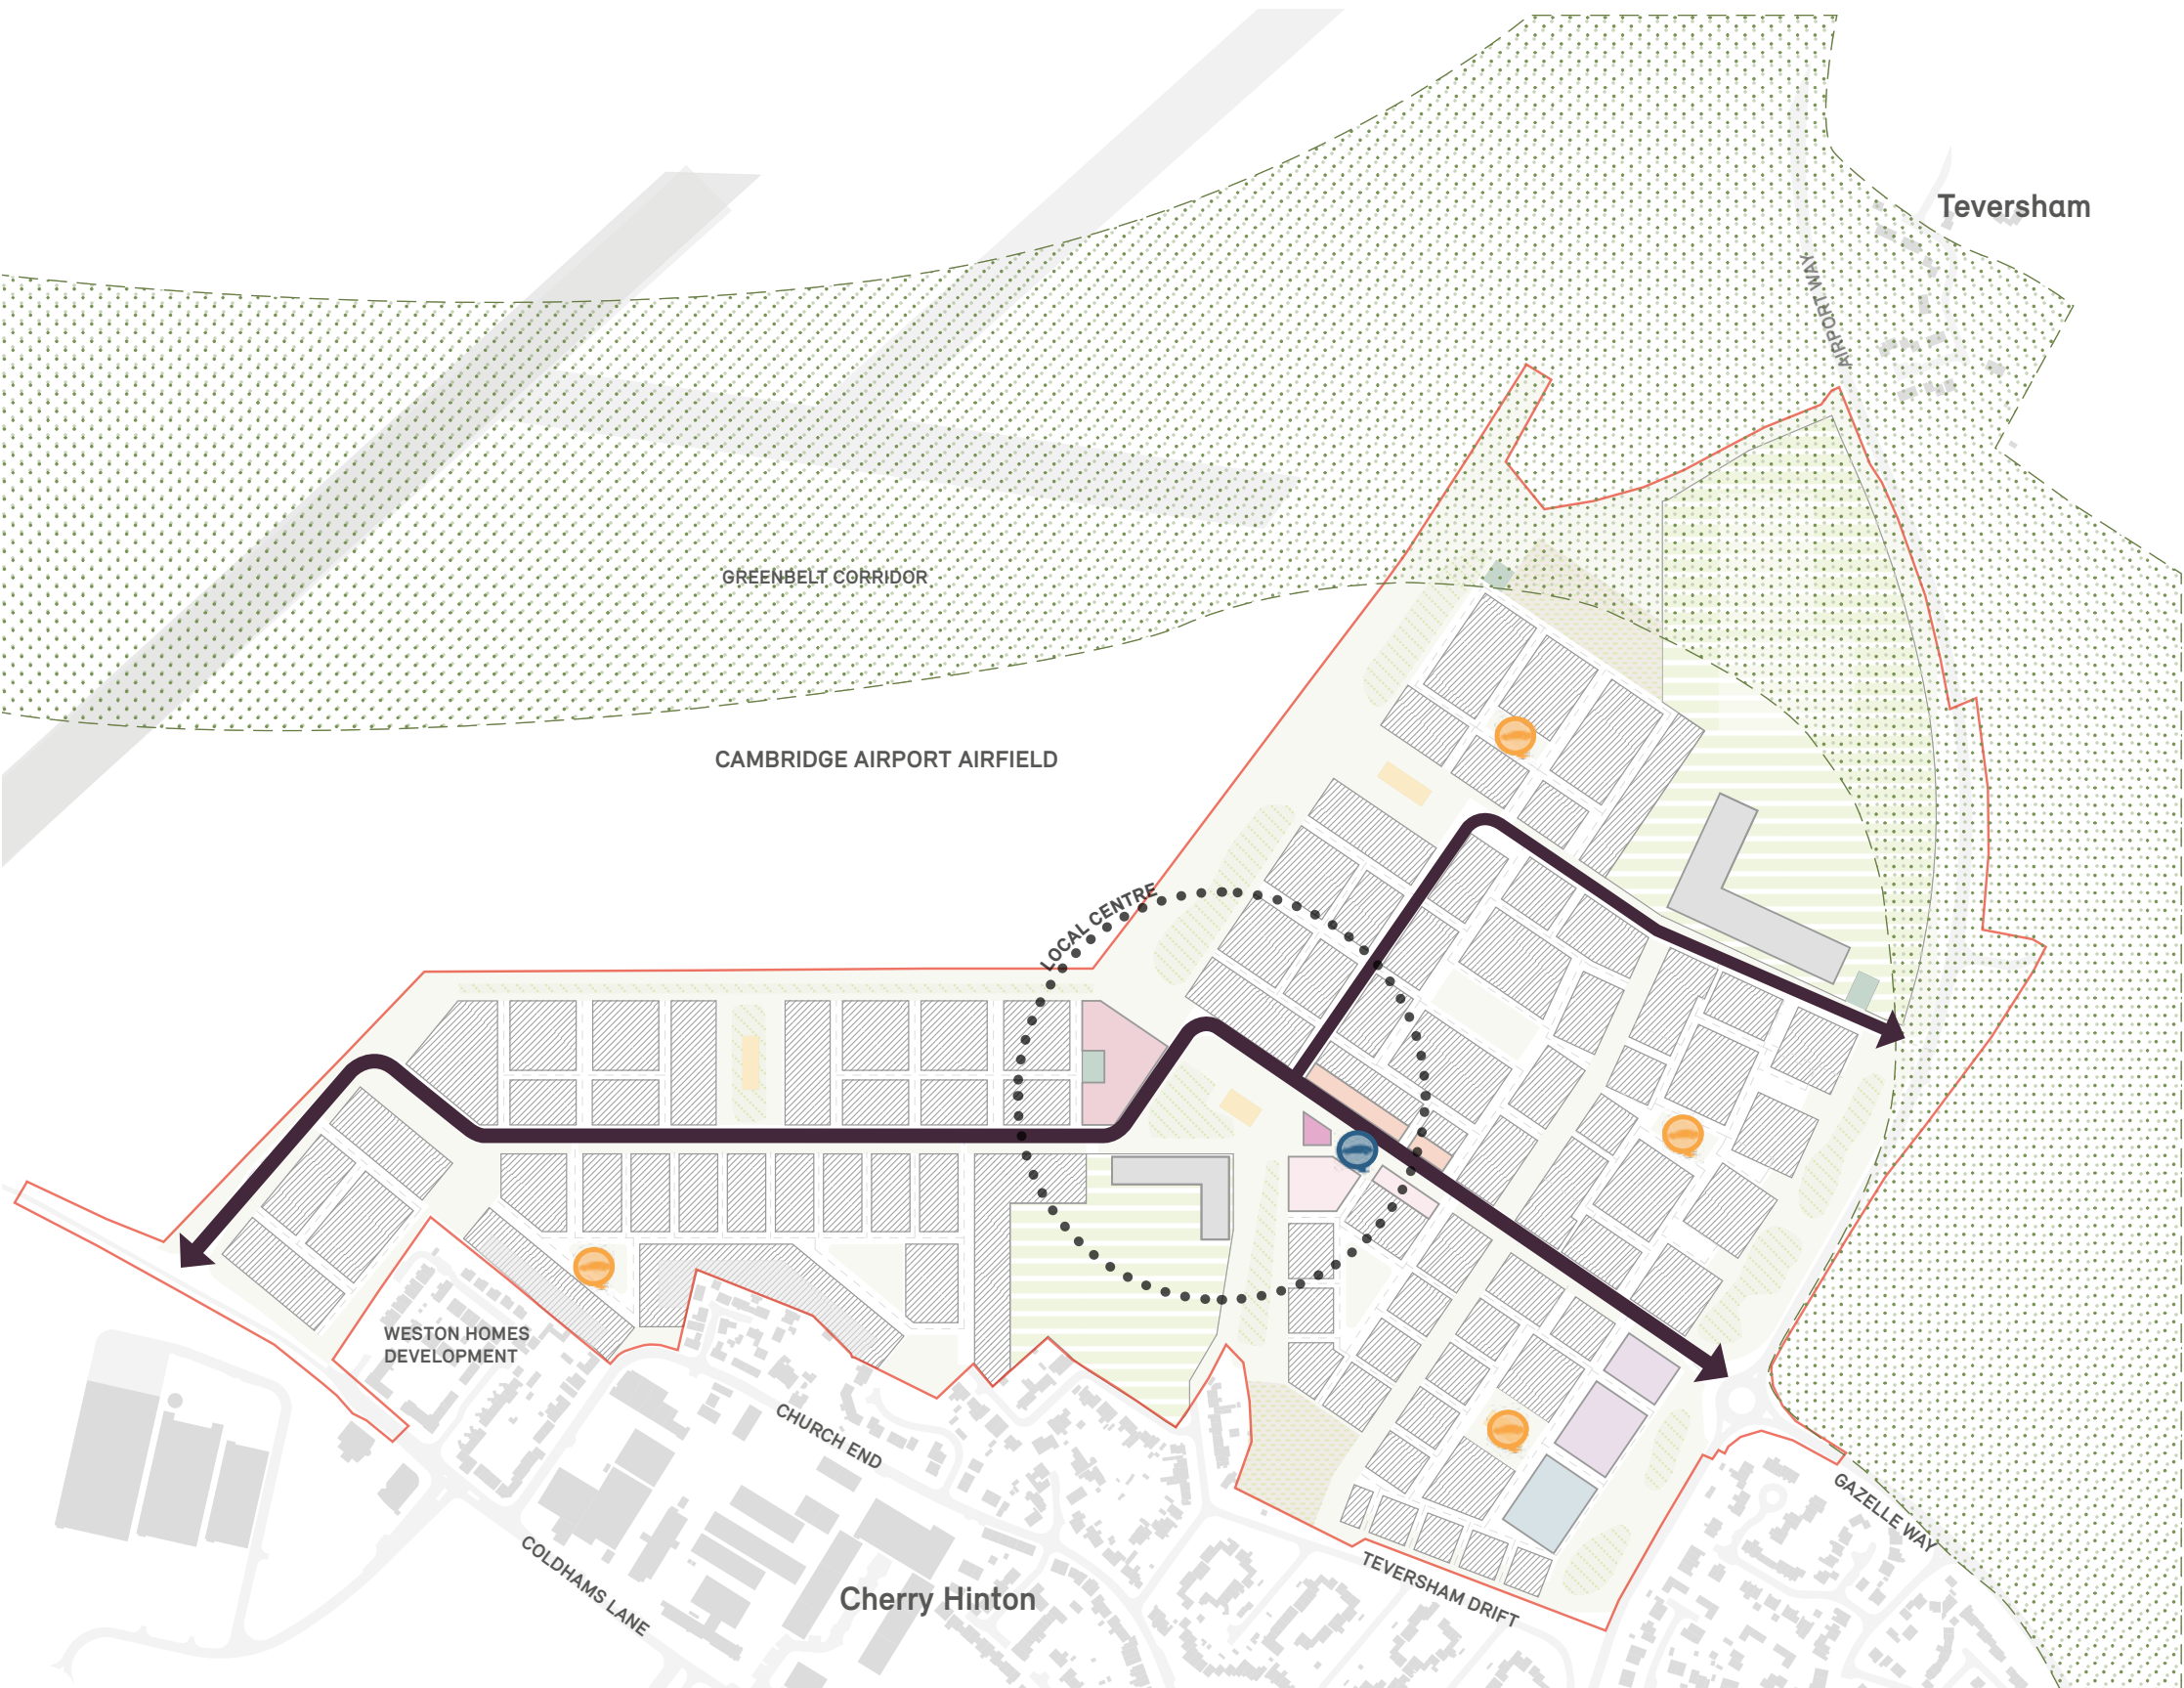 Teversham
AIRPORT WAY
GREENBELT CORRIDOR
CAMBRIDGE AIRPORT AIRFIELD
LOCAL CENTRE
WESTON HOMES
DEVELOPMENT
CHURCH END
COLDHAMS LANE
Cherry Hinton
TEVERSHAM DRIFT
GAZELLE WAY